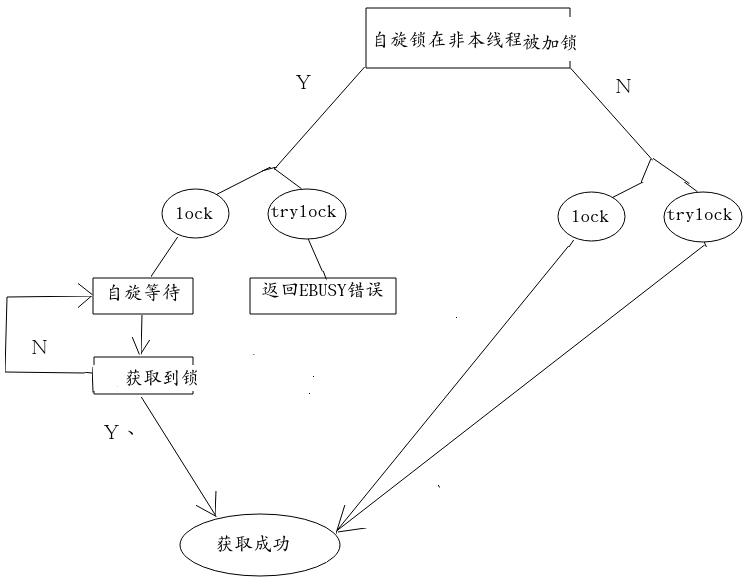 自旋锁在非本线程被加锁
Y
N
lock
trylock
lock
trylock
自旋等待
返回EBUSY错误
N
获取到锁
Y、
获取成功